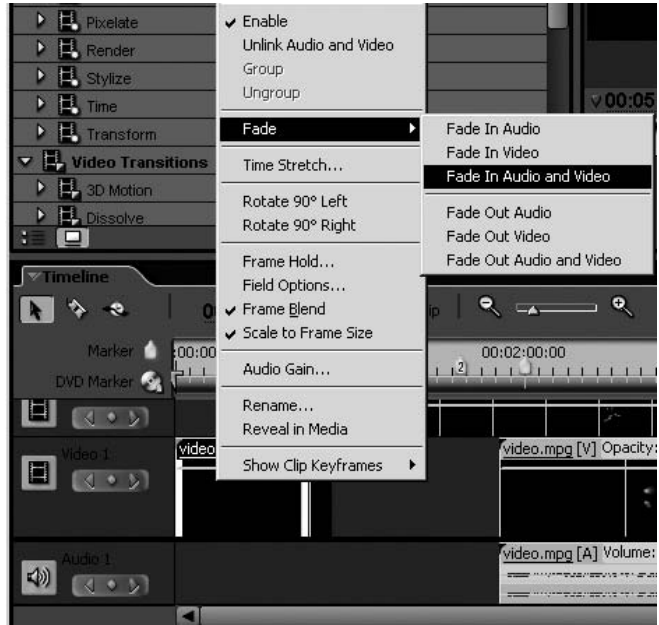 Pixelate
Render
Stylize
Time
Transform
Video Transitions
3D Motion
Dissolve
Enable
Unlink Audio and Video
Group
Ungroup
Fade
Time Stretch...
Rotate 90° Left
Rotate 90° Right
Frame Hold...
Field Options...
Frame Blend
Scale to Frame Size
Audio Gain...
Rename...
Reveal in Media
Show Clip Keyframes
Fade In Audio
Fade In Video
Fade In Audio and Video
Fade Out Audio
Fade Out Video
Fade Out Audio and Video
00:05
Timeline
Marker
:00:00
2
00:02:00:00
DVD Marker
Video 1
video
video.mpg [V] Opacity:
Audio 1
video.mpg [A] Volume: